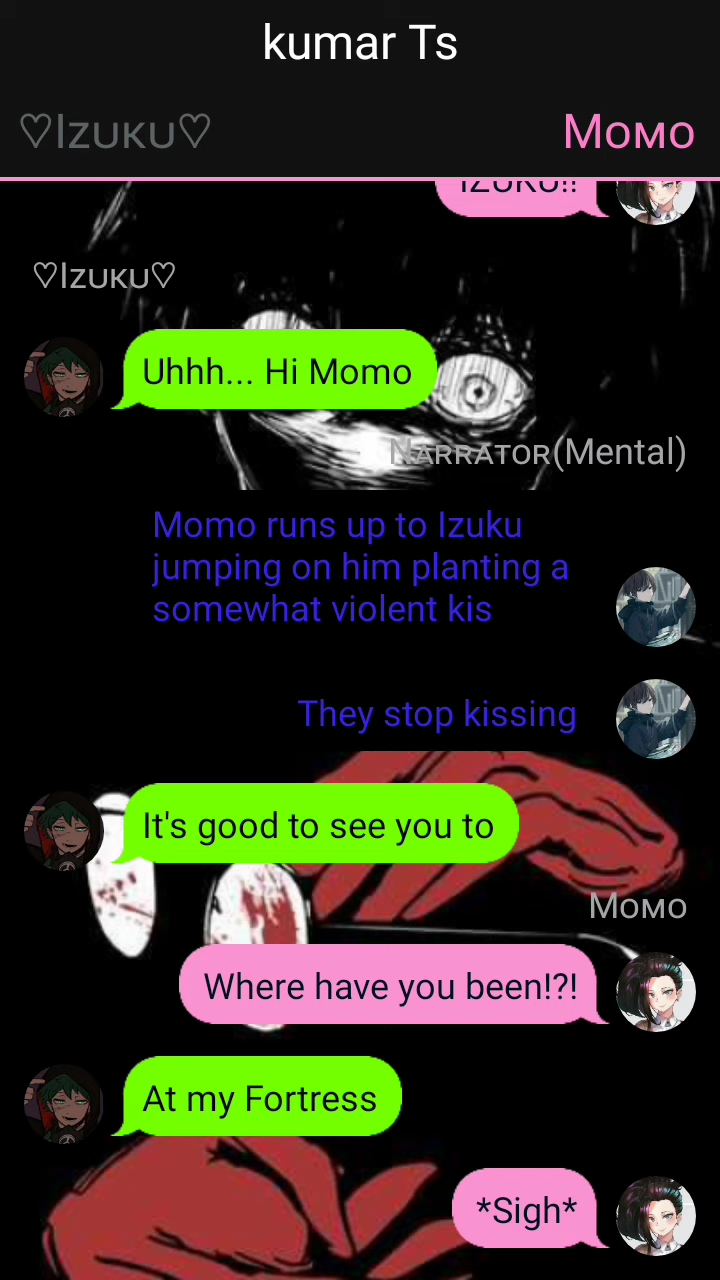 kumar Ts
♡Izuku♡
Momo
IZUKU!!
♡Izuku♡
Uhhh... Hi Momo
Narrator(Mental)
Momo runs up to Izuku
jumping on him planting a
somewhat violent kis
They stop kissing
It's good to see you to
Momo
Where have you been!?!
At my Fortress
*Sigh*